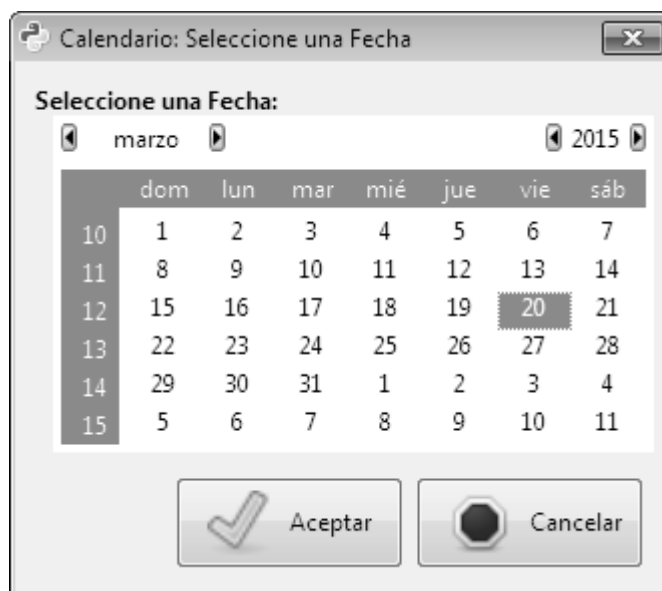 Calendario: Seleccione una Fecha
Seleccione una Fecha:
marzo 2015
dom lun mar mié jue vie sáb
10 1 2 3 4 5 6 7
11 8 9 10 11 12 13 14
12 15 16 17 18 19 20 21
13 22 23 24 25 26 27 28
14 29 30 31 1 2 3 4
15 5 6 7 8 9 10 11
Aceptar Cancelar